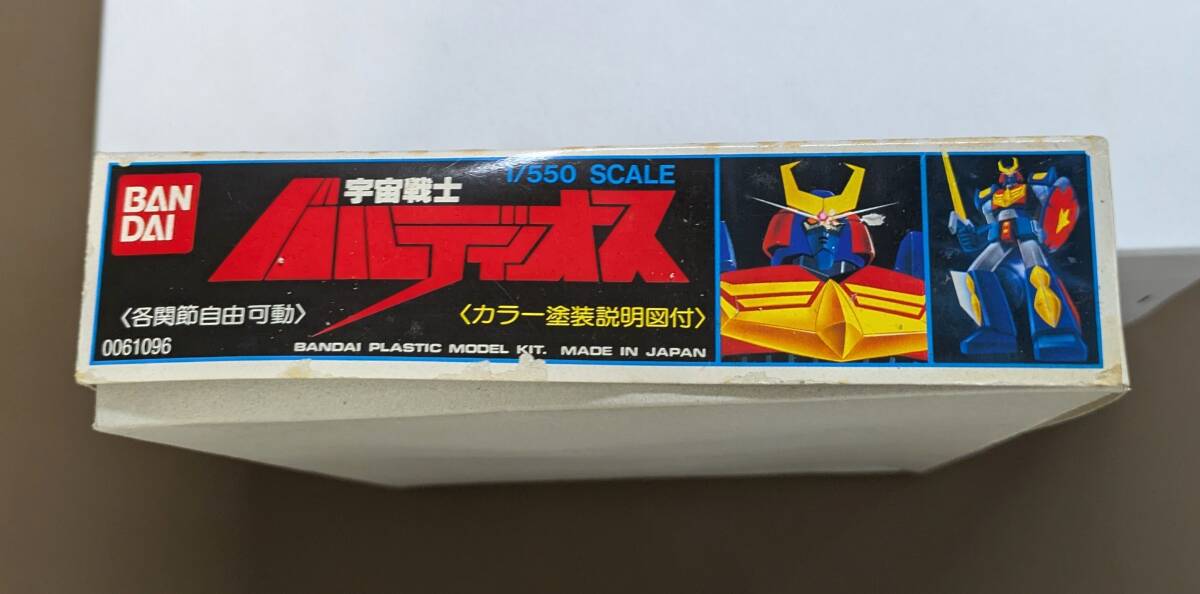 BAN
DAI
1/550 SCALE
宇宙戦士
バルディオス
〈各関節自由可動〉
〈カラー塗装説明図付〉
0061096
BANDAI PLASTIC MODEL KIT. MADE IN JAPAN